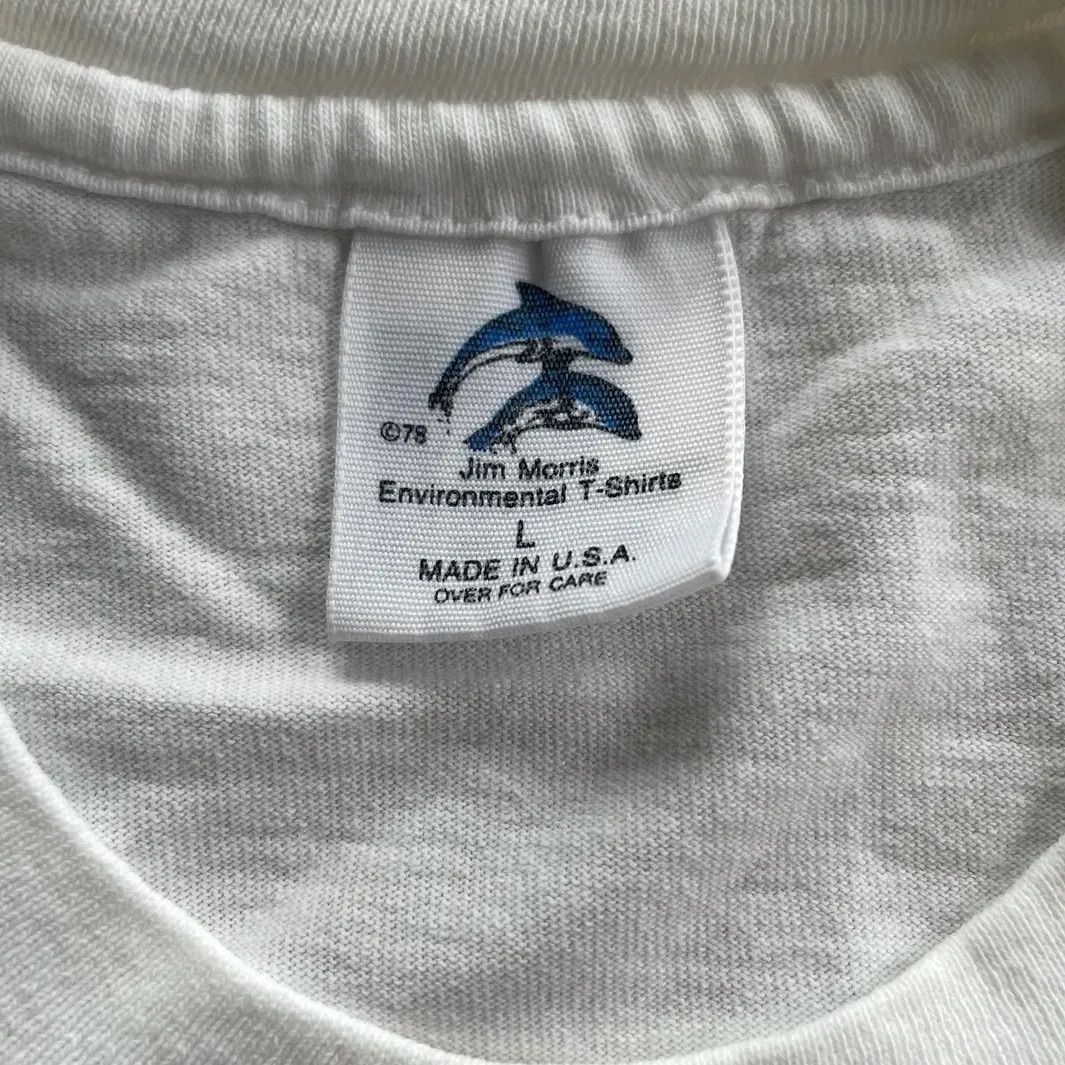 ©78
Jim Morris
Environmental T-Shirts
L
MADE IN U.S.A.
OVER FOR CARE